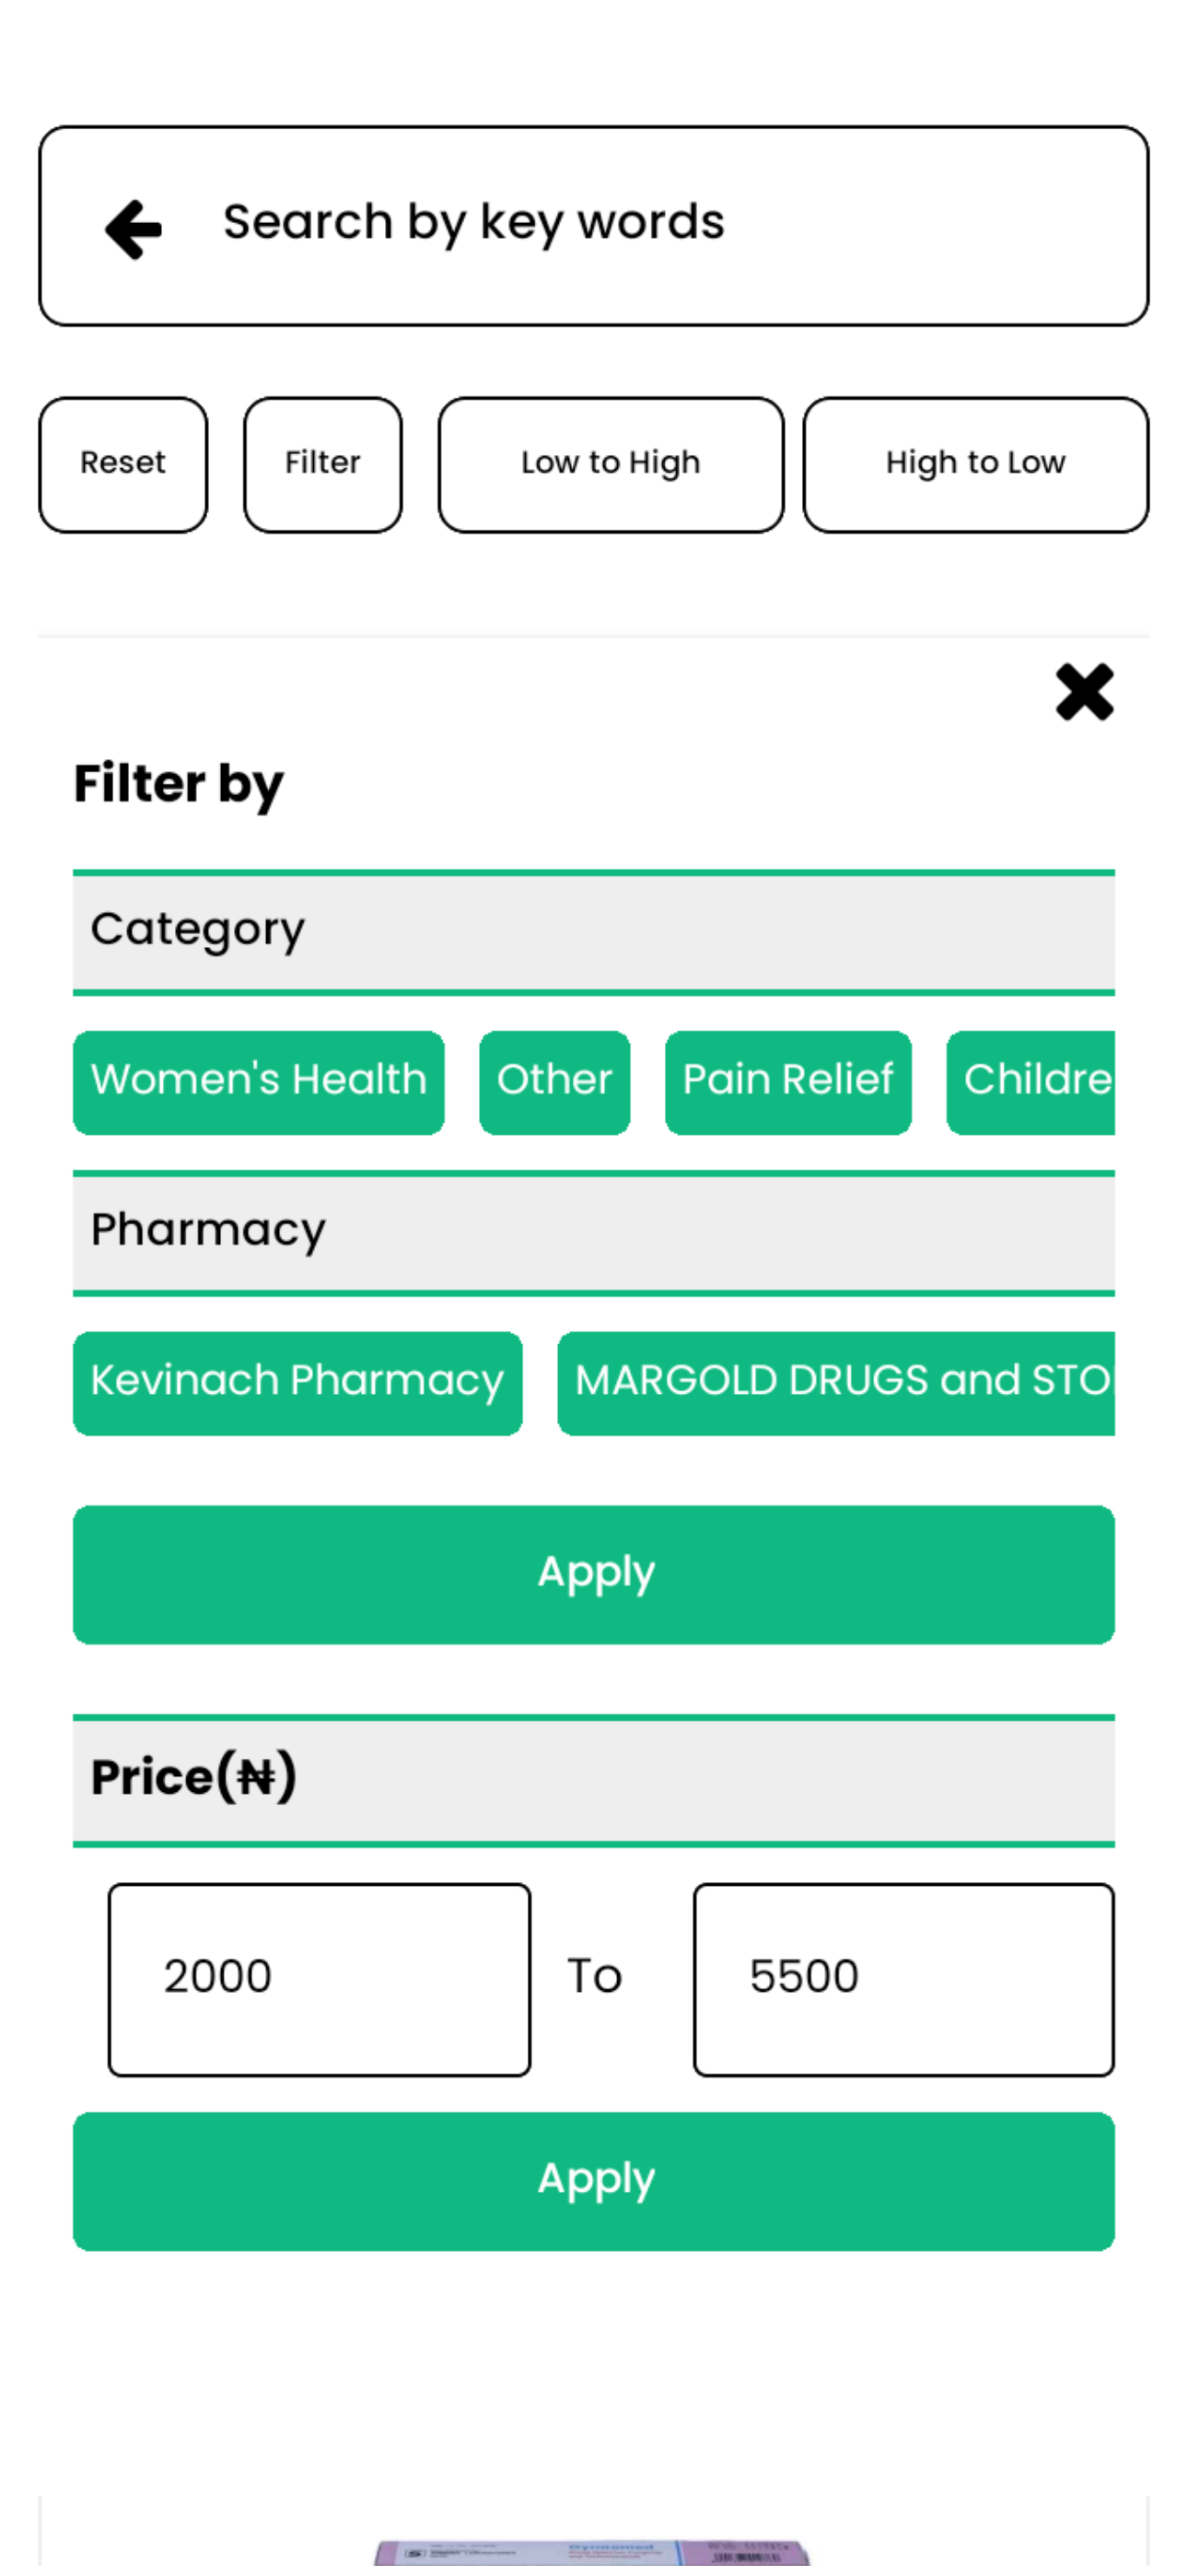 Search by key words
Reset Filter Low to High High to Low
Filter by
Category
Women's Health Other Pain Relief Childre
Pharmacy
Kevinach Pharmacy MARGOLD DRUGS and STO
Apply
Price(₦)
2000 To 5500
Apply